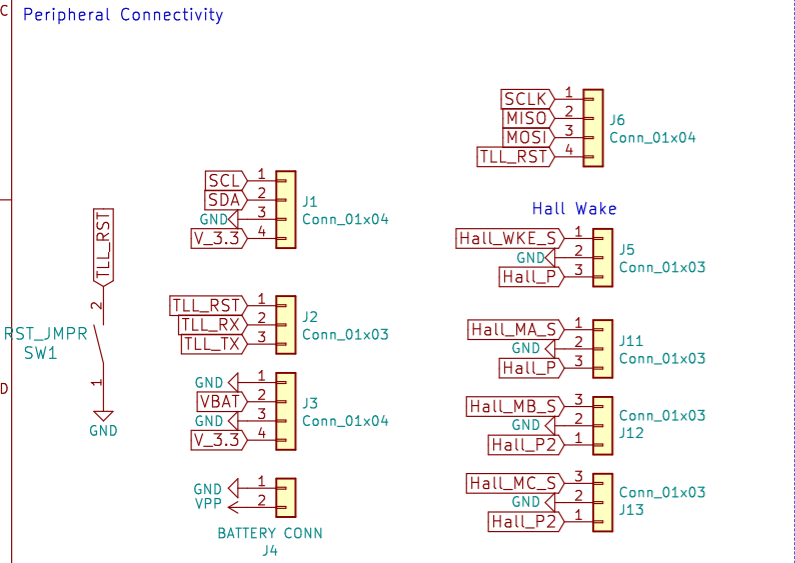 C
Peripheral Connectivity
SCLK 1
MISO 2
MOSI 3
TLL_RST 4
J6
Conn_01x04
SCL 1
SDA 2
GND 3
V_3.3 4
J1
Conn_01x04
Hall Wake
Hall_WKE_S 1
GND 2
Hall_P 3
J5
Conn_01x03
TLL_RST
2
RST_JMPR
SW1
1
GND
D
TLL_RST 1
TLL_RX 2
TLL_TX 3
J2
Conn_01x03
Hall_MA_S 1
GND 2
Hall_P 3
J11
Conn_01x03
GND 1
VBAT 2
GND 3
V_3.3 4
J3
Conn_01x04
Hall_MB_S 3
GND 2
Hall_P2 1
Conn_01x03
J12
GND 1
VPP 2
BATTERY CONN
J4
Hall_MC_S 3
GND 2
Hall_P2 1
Conn_01x03
J13